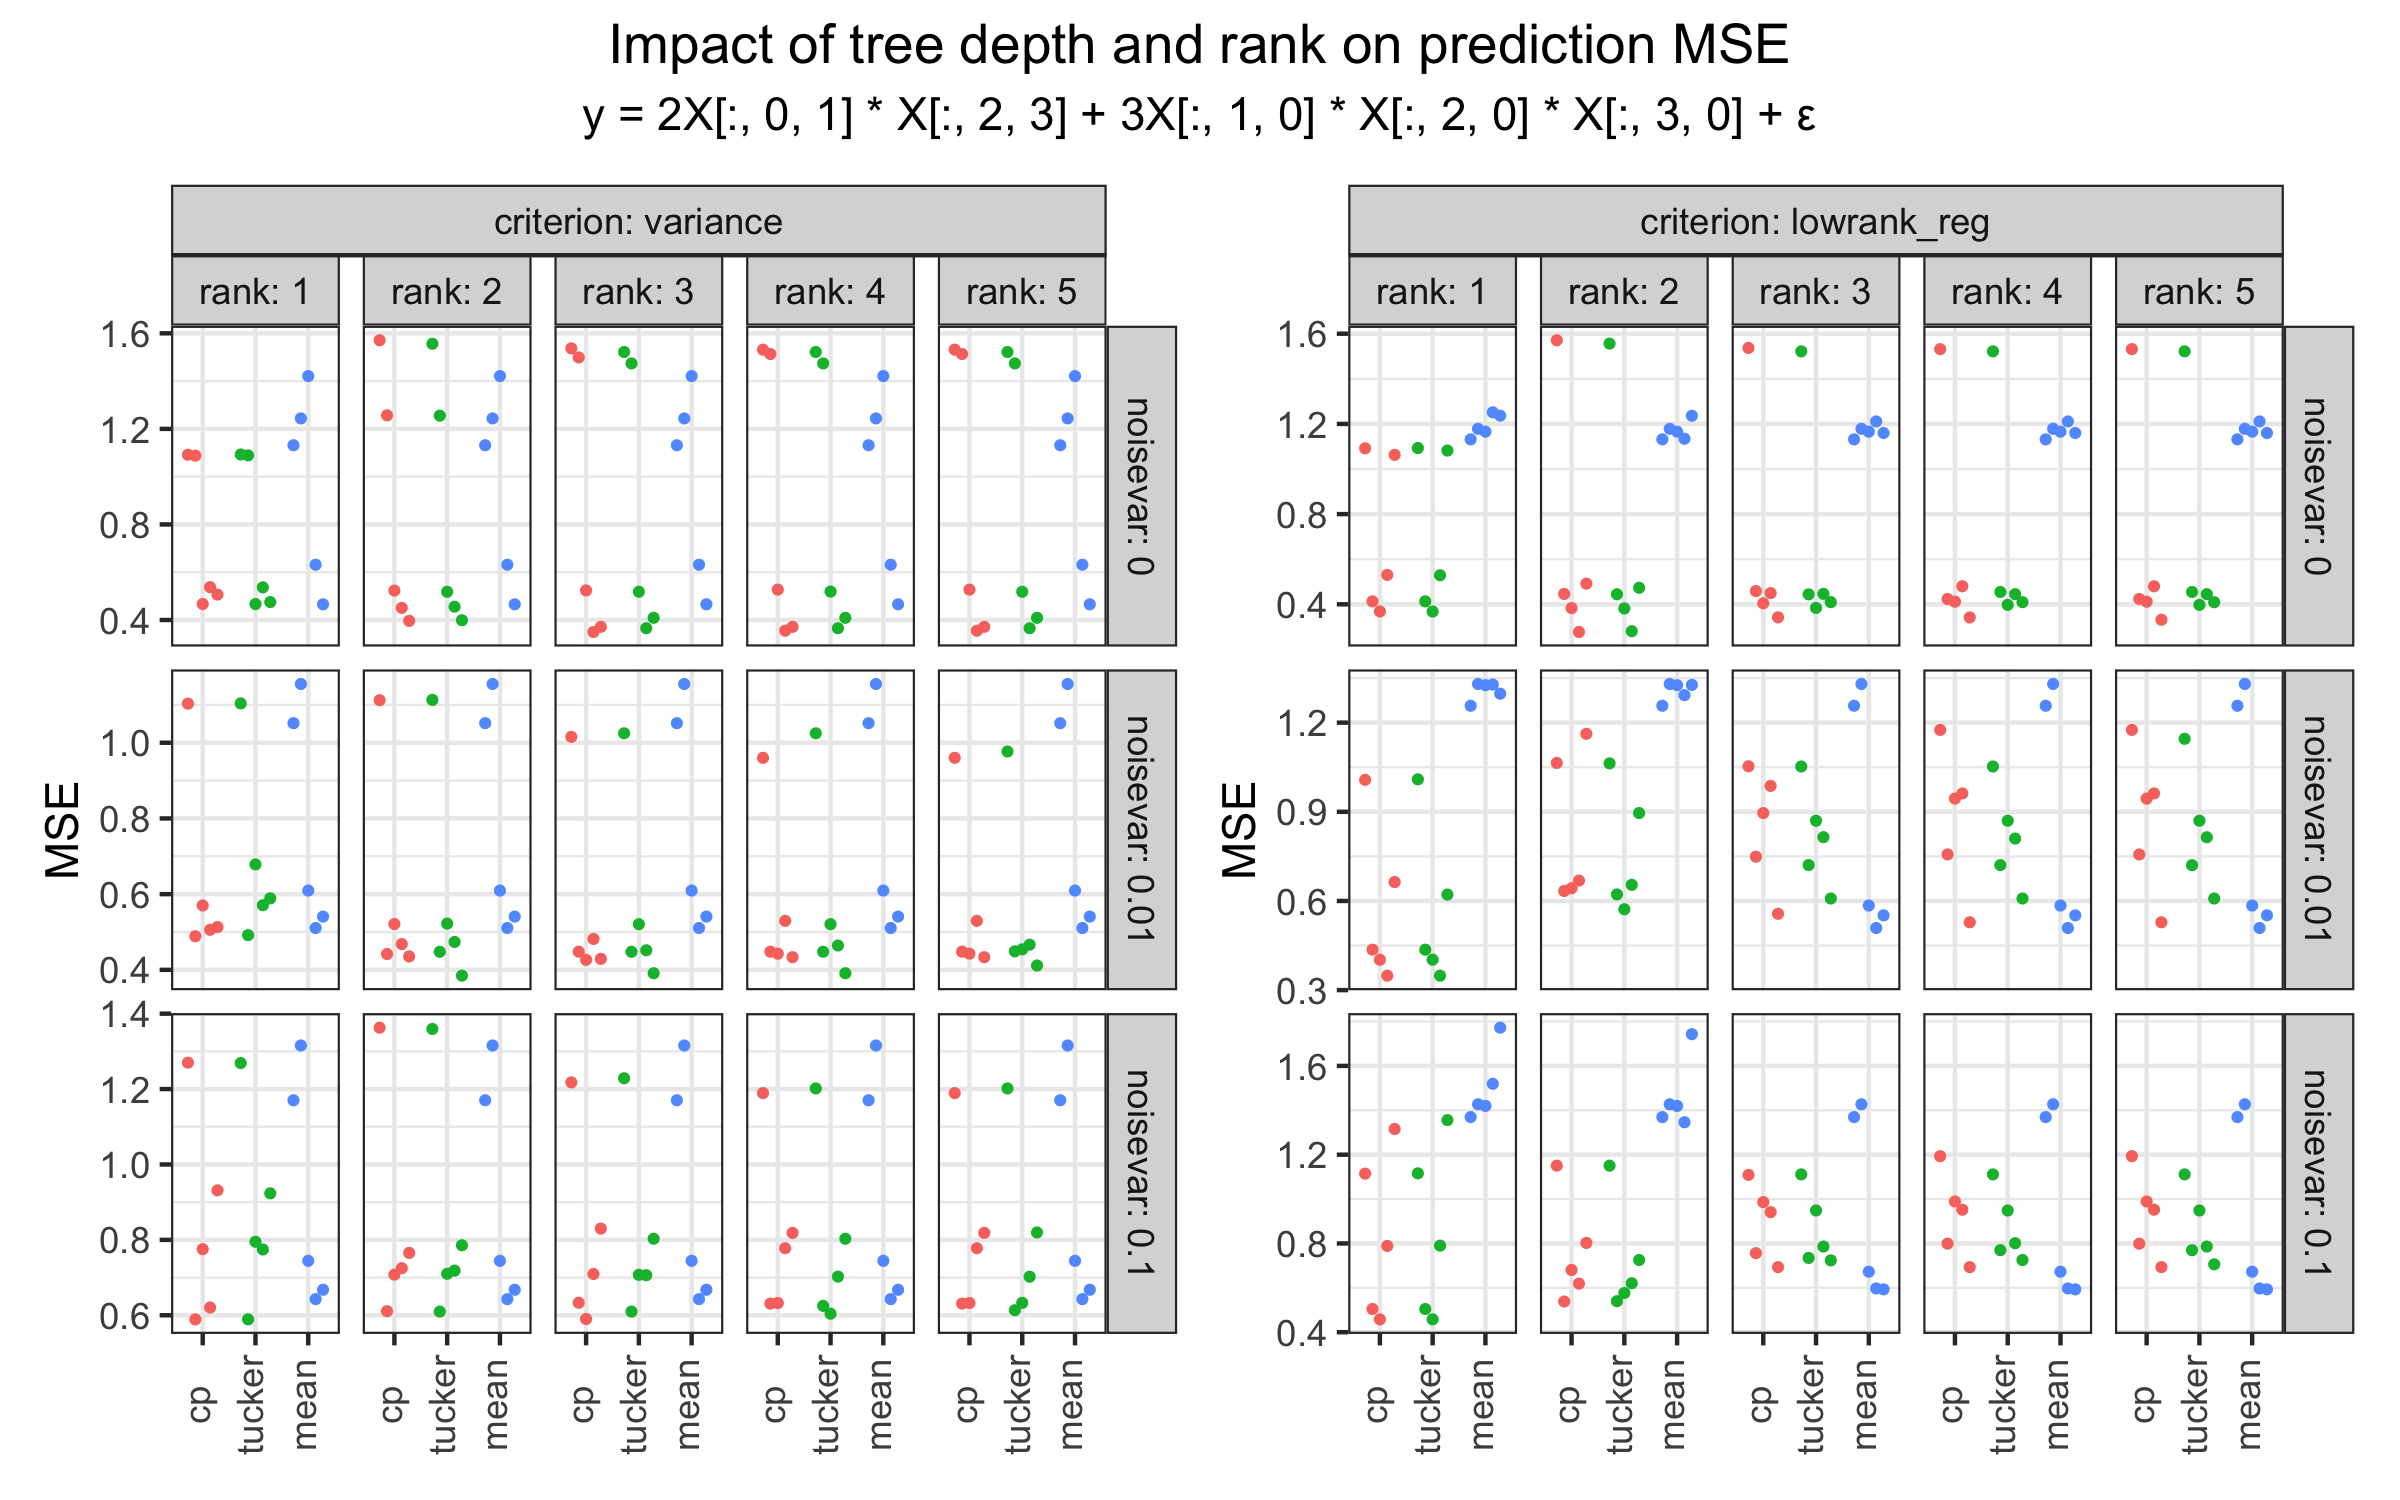 Impact of tree depth and rank on prediction MSE
y = 2X[:, 0, 1] * X[:, 2, 3] + 3X[:, 1, 0] * X[:, 2, 0] * X[:, 3, 0] + ε
criterion: variance
rank: 1 rank: 2 rank: 3 rank: 4 rank: 5
1.6
1.2
0.8
0.4
noisevar: 0
1.0
0.8
0.6
0.4
noisevar: 0.01
1.4
1.2
1.0
0.8
0.6
noisevar: 0.1
MSE
cp tucker mean cp tucker mean cp tucker mean cp tucker mean cp tucker mean
criterion: lowrank_reg
rank: 1 rank: 2 rank: 3 rank: 4 rank: 5
1.6
1.2
0.8
0.4
noisevar: 0
1.2
0.9
0.6
0.3
noisevar: 0.01
1.6
1.2
0.8
0.4
noisevar: 0.1
MSE
cp tucker mean cp tucker mean cp tucker mean cp tucker mean cp tucker mean